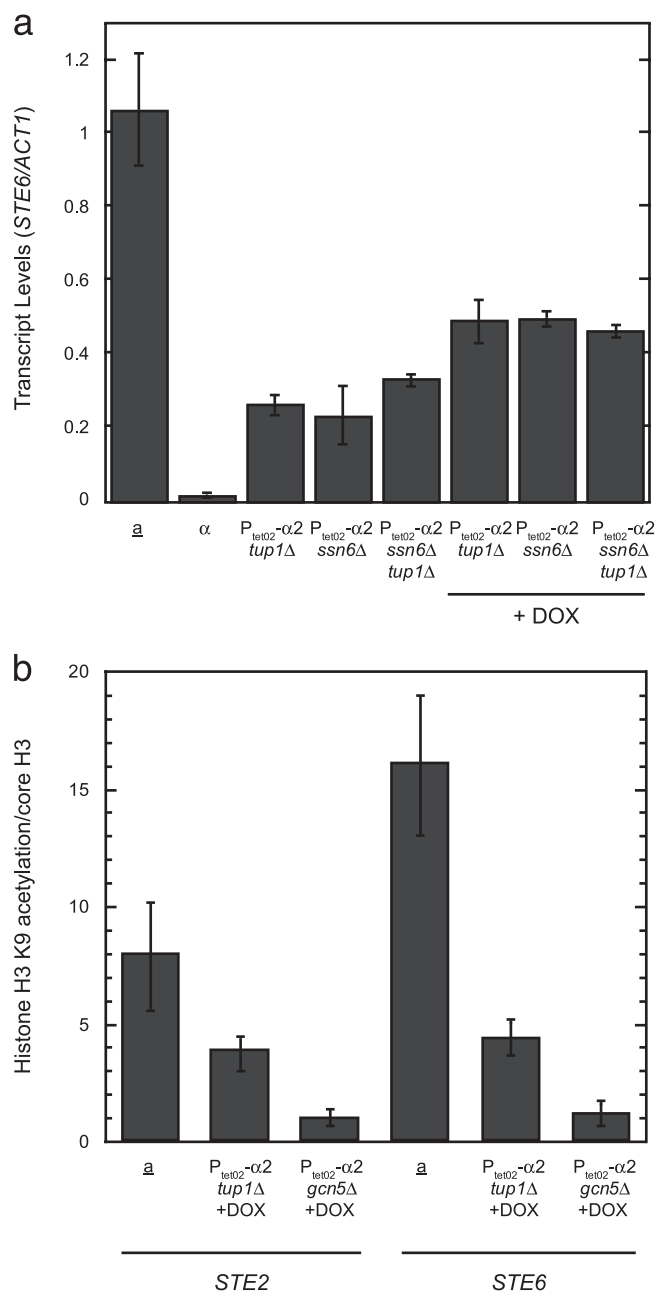 a
Transcript Levels (STE6/ACT1)
1.2
1
0.8
0.6
0.4
0.2
0
a α Ptet02-α2 Ptet02-α2 Ptet02-α2 Ptet02-α2 Ptet02-α2 Ptet02-α2
tup1Δ ssn6Δ ssn6Δ tup1Δ ssn6Δ ssn6Δ
tup1Δ tup1Δ
+ DOX
b
Histone H3 K9 acetylation/core H3
20
15
10
5
0
a Ptet02-α2 Ptet02-α2 a Ptet02-α2 Ptet02-α2
tup1Δ gcn5Δ tup1Δ gcn5Δ
+DOX +DOX +DOX +DOX
STE2 STE6